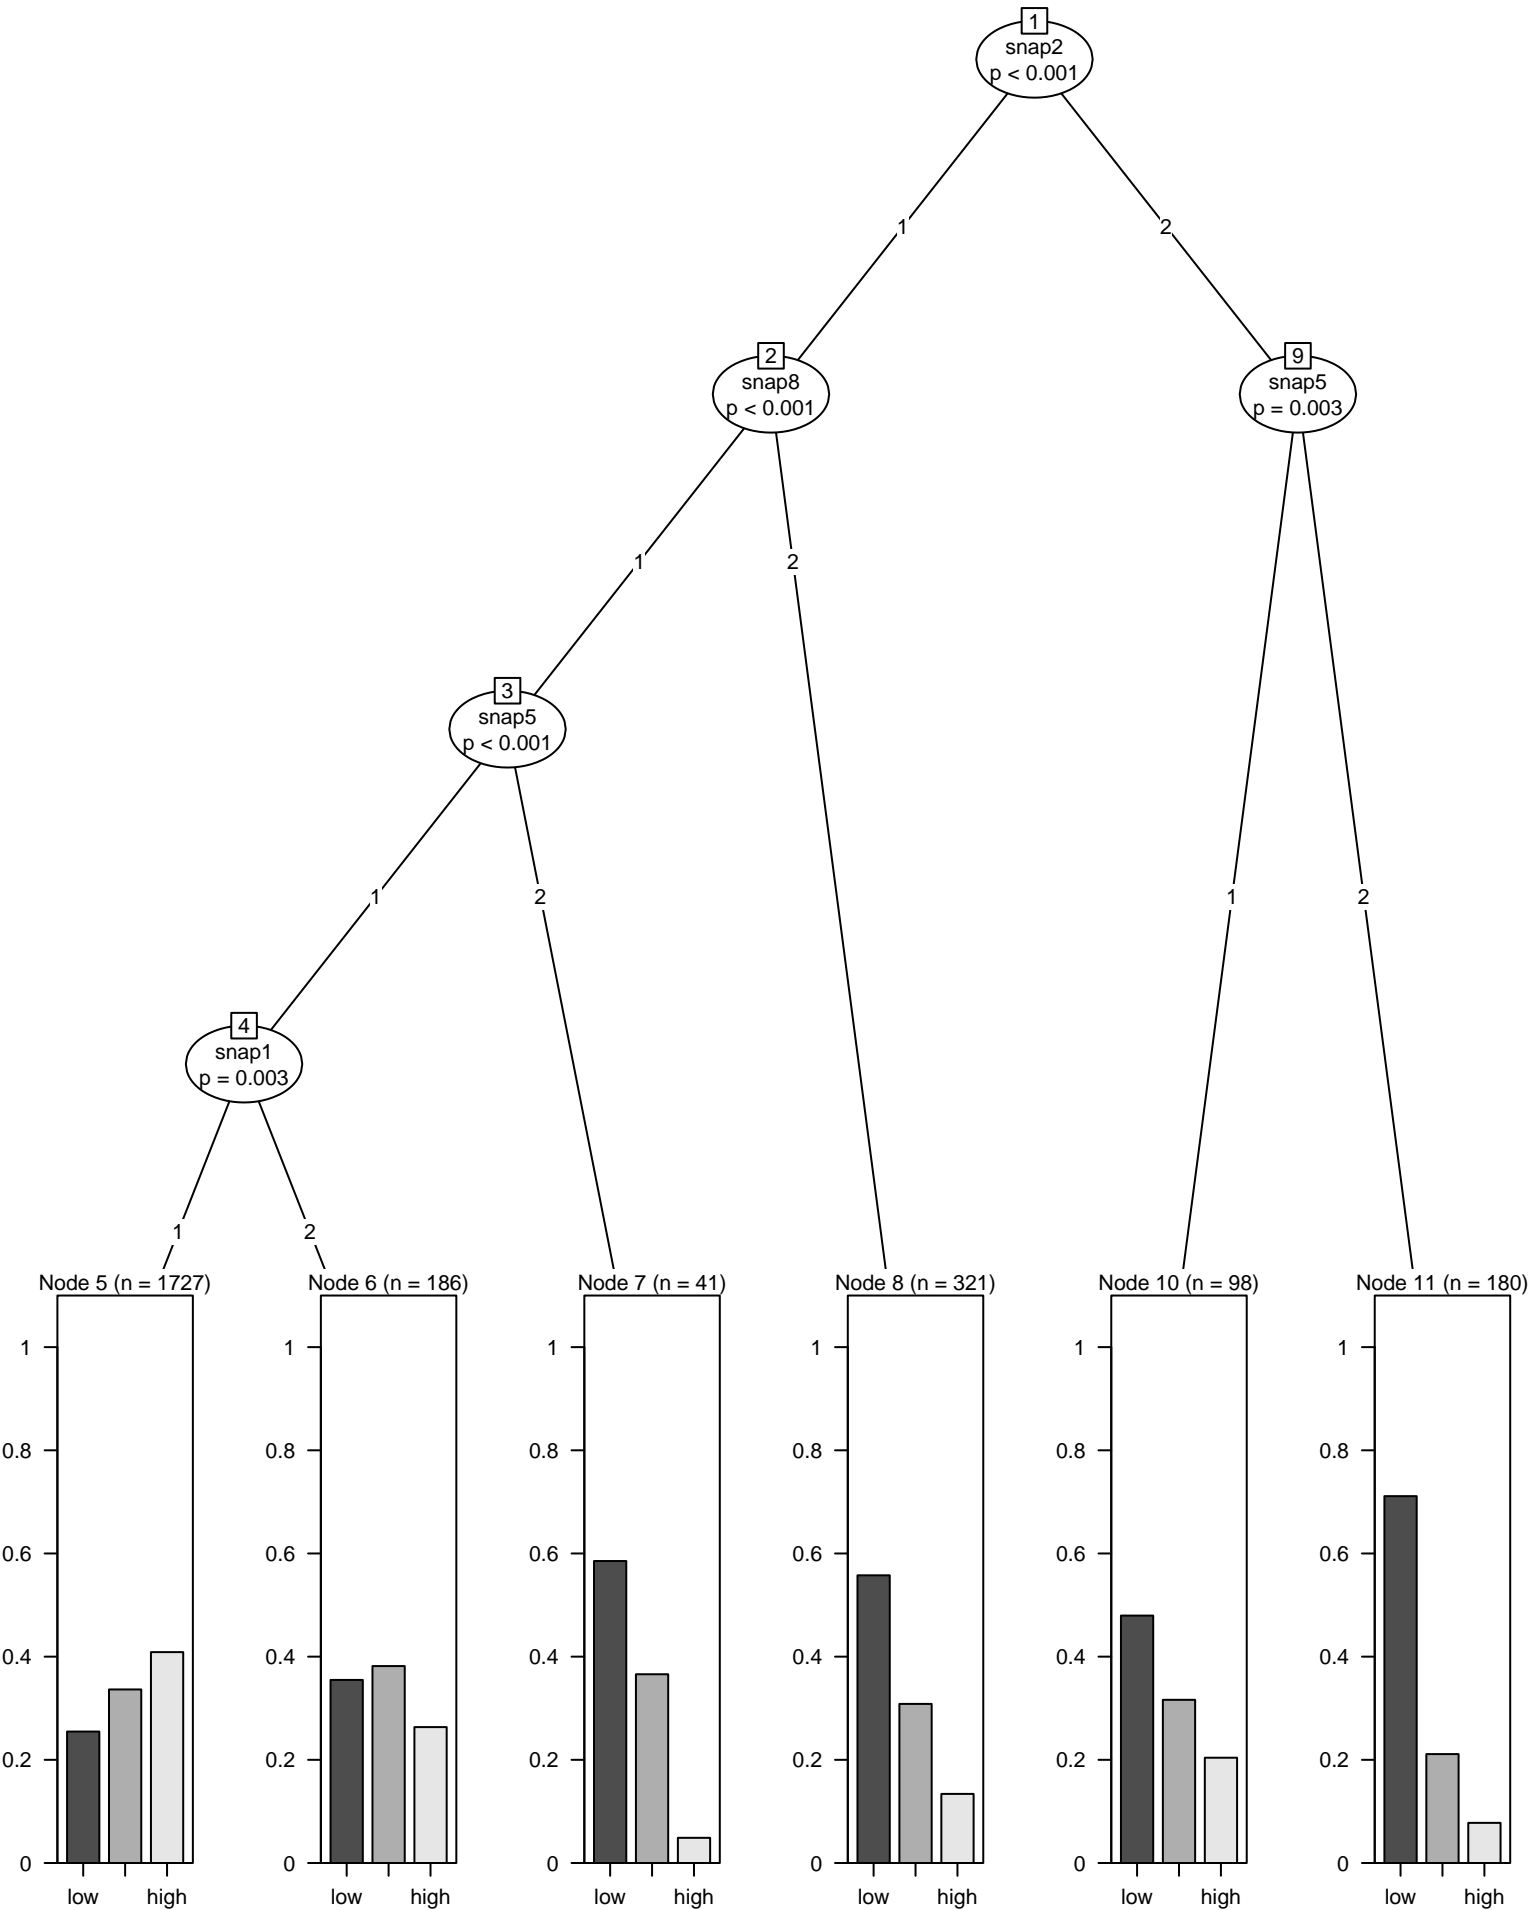 1
snap2
p < 0.001
1
2
2
snap8
p < 0.001
9
snap5
p = 0.003
1
2
3
snap5
p < 0.001
1
2
1
2
4
snap1
p = 0.003
1
2
Node 5 (n = 1727)
1
0.8
0.6
0.4
0.2
0
low high
Node 6 (n = 186)
1
0.8
0.6
0.4
0.2
0
low high
Node 7 (n = 41)
1
0.8
0.6
0.4
0.2
0
low high
Node 8 (n = 321)
1
0.8
0.6
0.4
0.2
0
low high
Node 10 (n = 98)
1
0.8
0.6
0.4
0.2
0
low high
Node 11 (n = 180)
1
0.8
0.6
0.4
0.2
0
low high